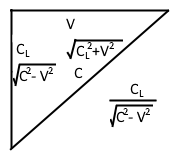 V
C_L
√(C_L²+V²)
√(C²-V²)
C
C_L
√(C²-V²)